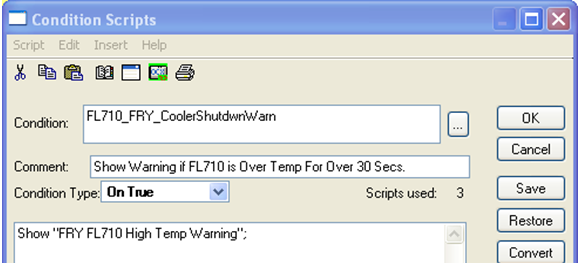 Condition Scripts
Script Edit Insert Help
Condition: FL710_FRY_CoolerShutdwnWarn ... OK
Cancel
Comment: Show Warning if FL710 is Over Temp For Over 30 Secs.
Condition Type: On True Scripts used: 3 Save
Restore
Show "FRY FL710 High Temp Warning";
Convert